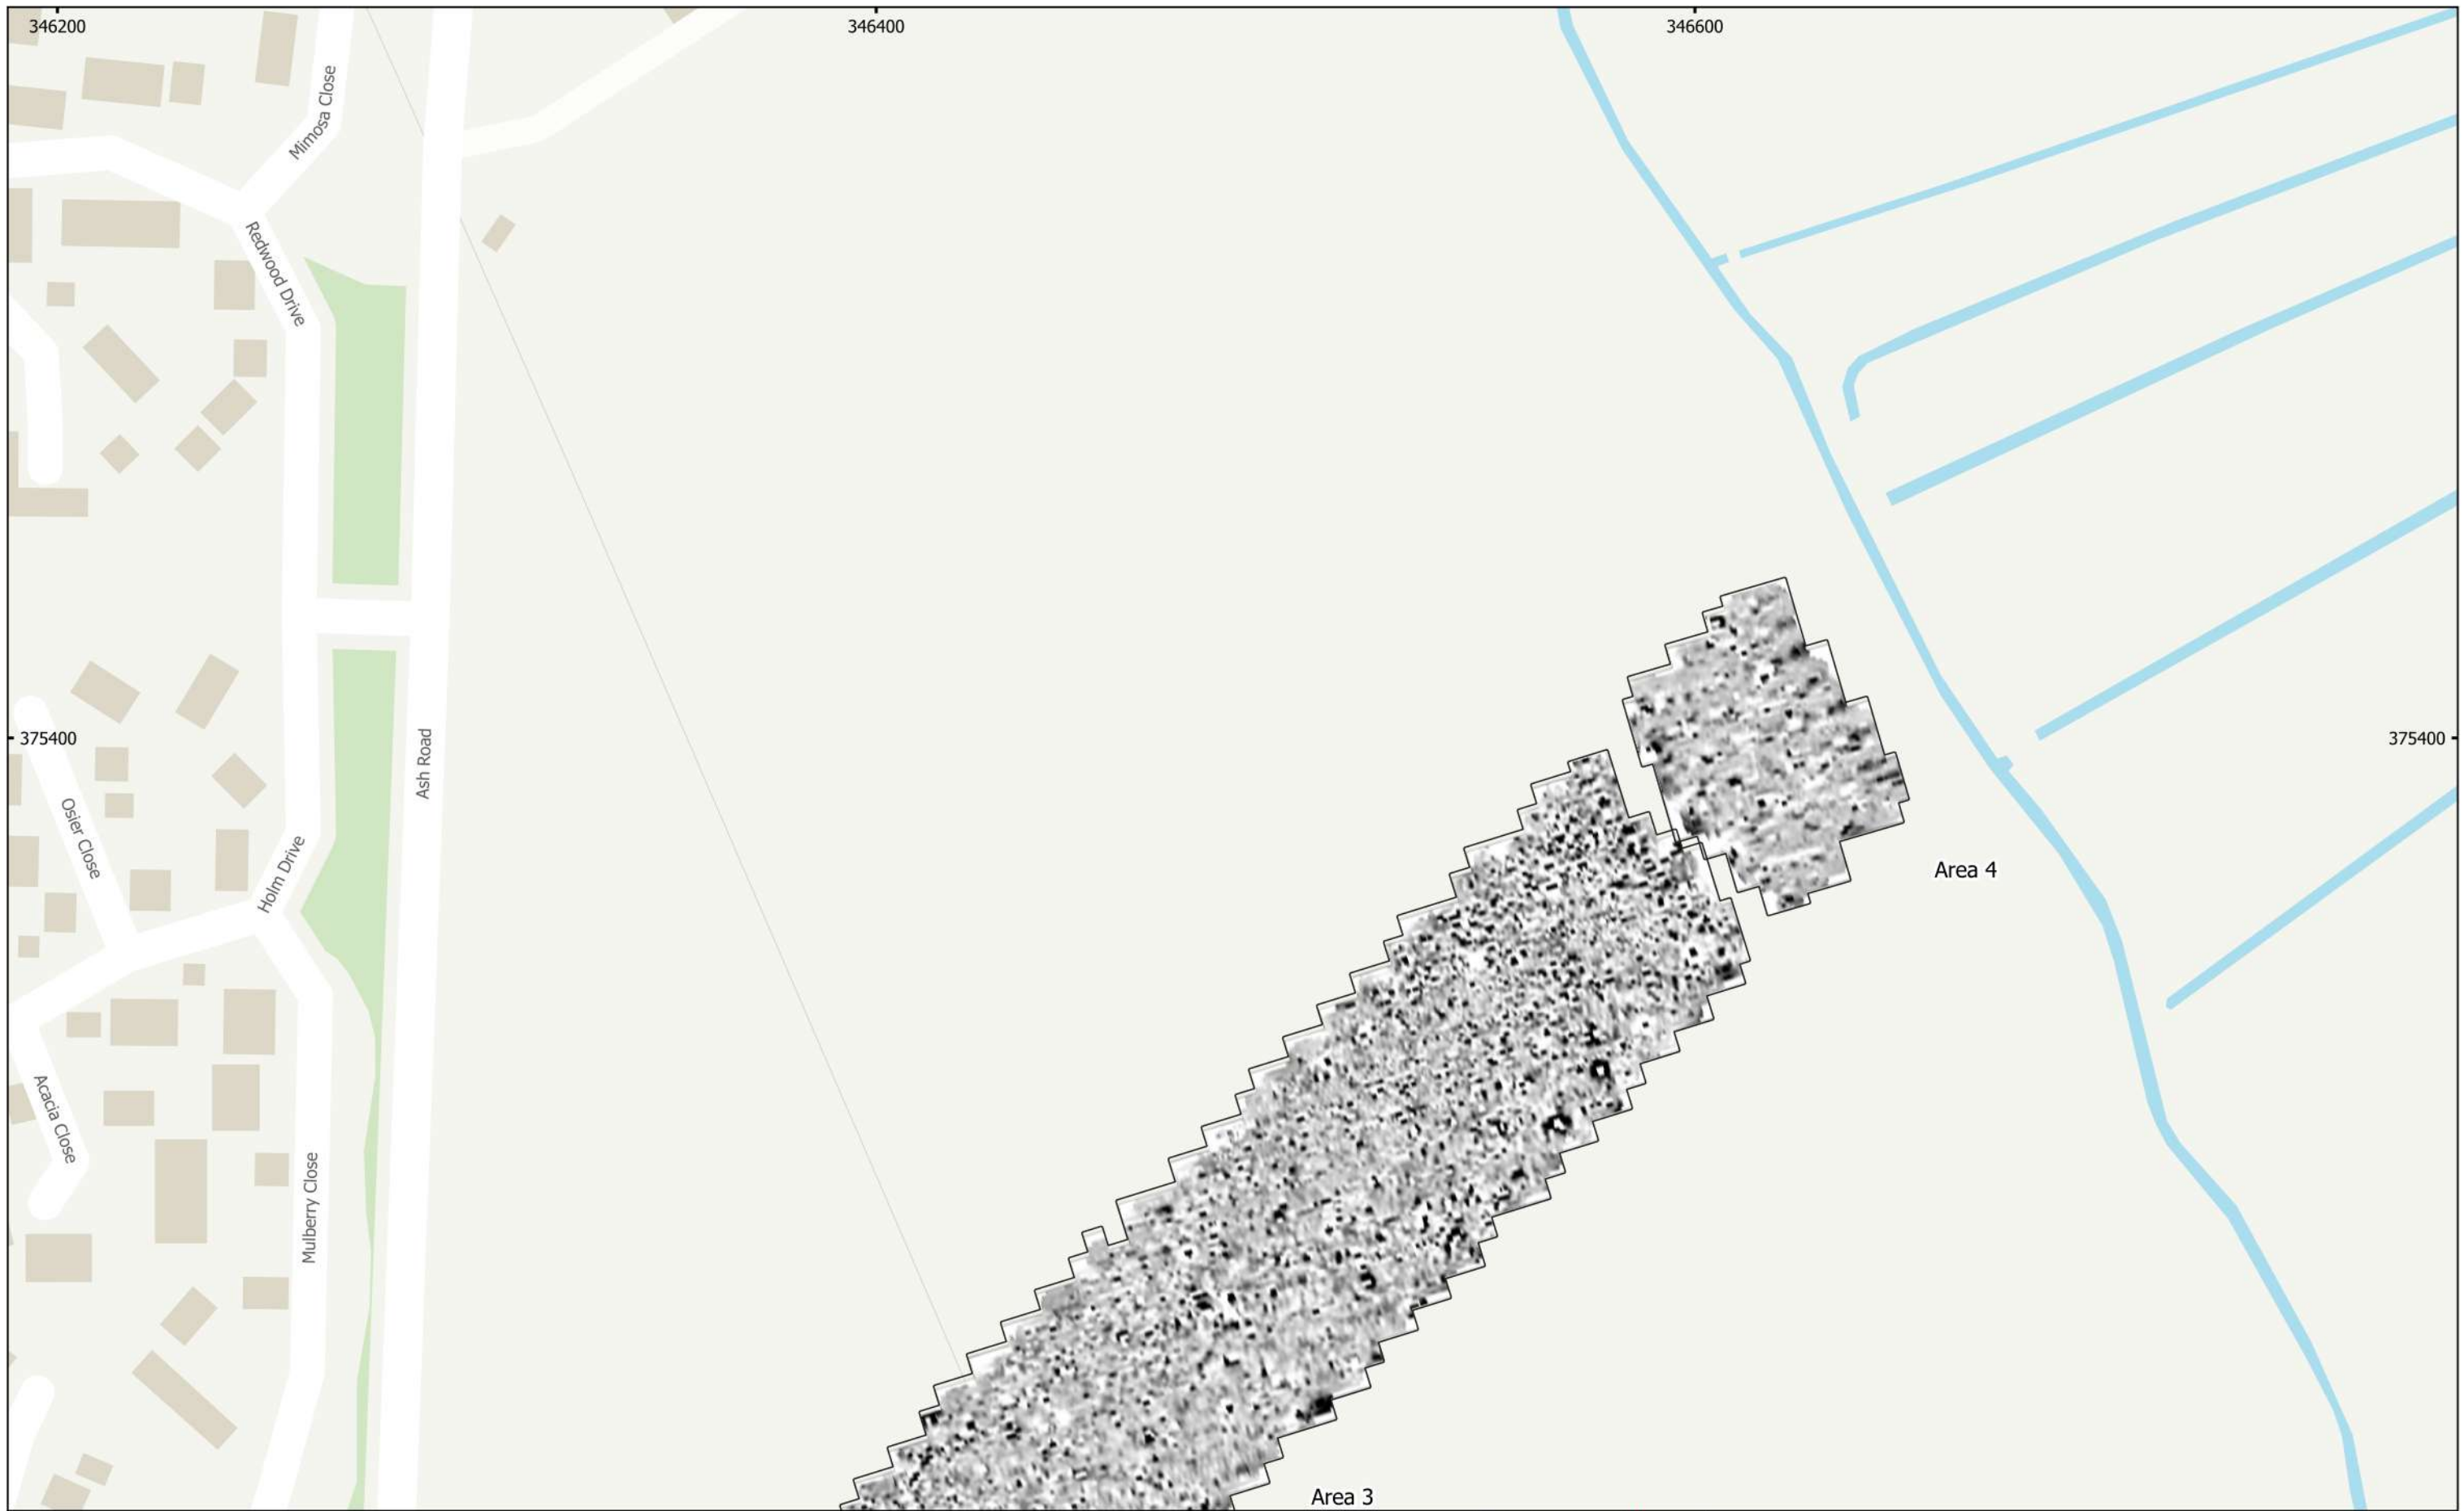 346200
346400
346600
Mimosa Close
Redwood Drive
375400
375400
Ash Road
Osier Close
Holm Drive
Area 4
Acacia Close
Mulberry Close
Area 3